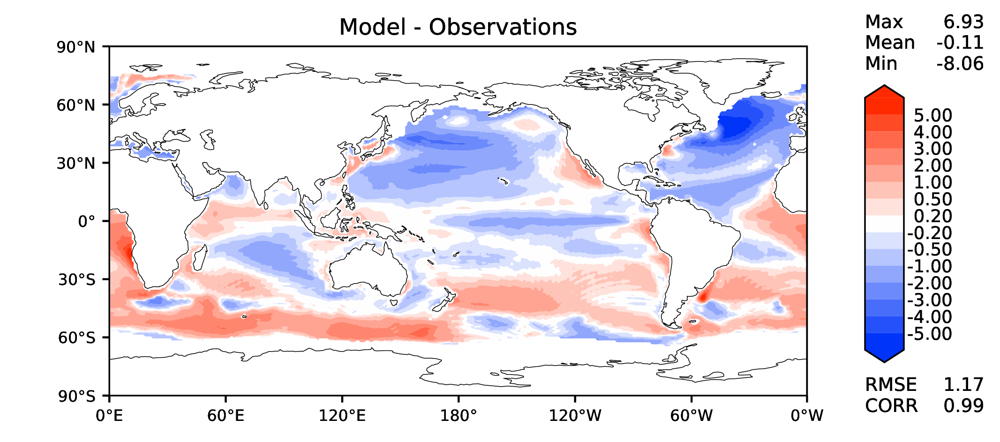 Model - Observations
Max 6.93
Mean -0.11
Min -8.06
90°N
60°N
30°N
0°
30°S
60°S
90°S
0°E 60°E 120°E 180° 120°W 60°W 0°W
5.00
4.00
3.00
2.00
1.00
0.50
0.20
-0.20
-0.50
-1.00
-2.00
-3.00
-4.00
-5.00
RMSE 1.17
CORR 0.99